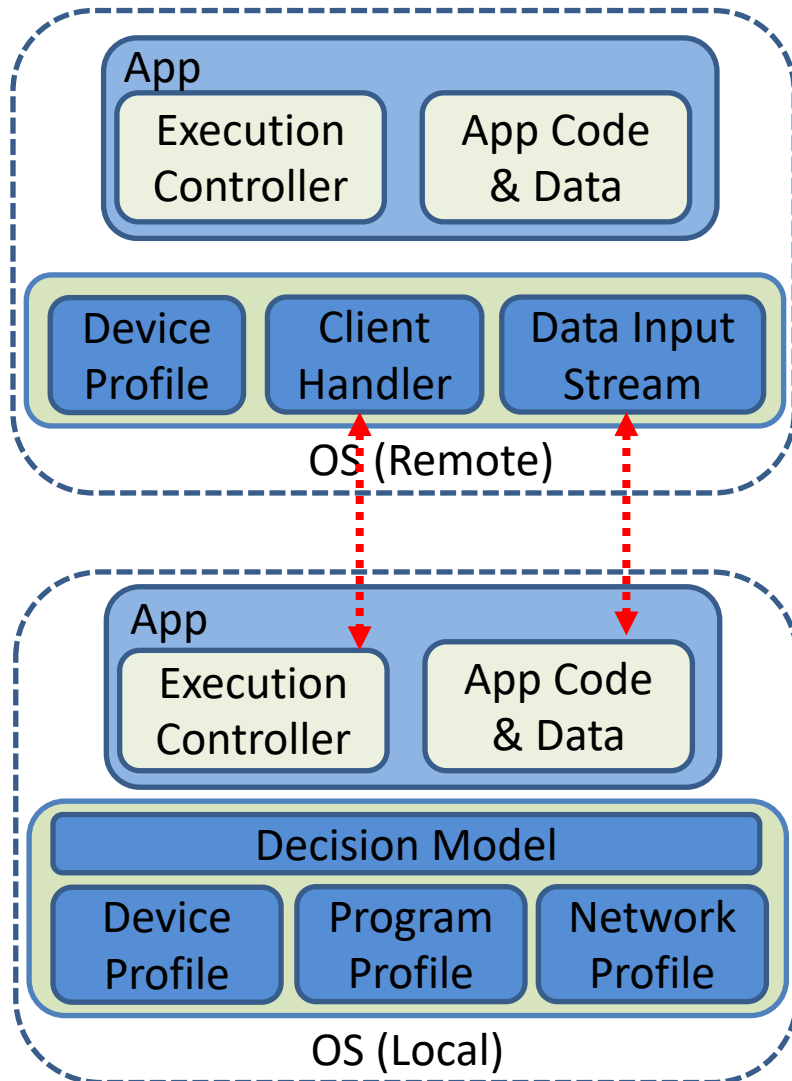 App
Execution
Controller
App Code
& Data
Device
Profile
Client
Handler
Data Input
Stream
OS (Remote)
App
Execution
Controller
App Code
& Data
Decision Model
Device
Profile
Program
Profile
Network
Profile
OS (Local)